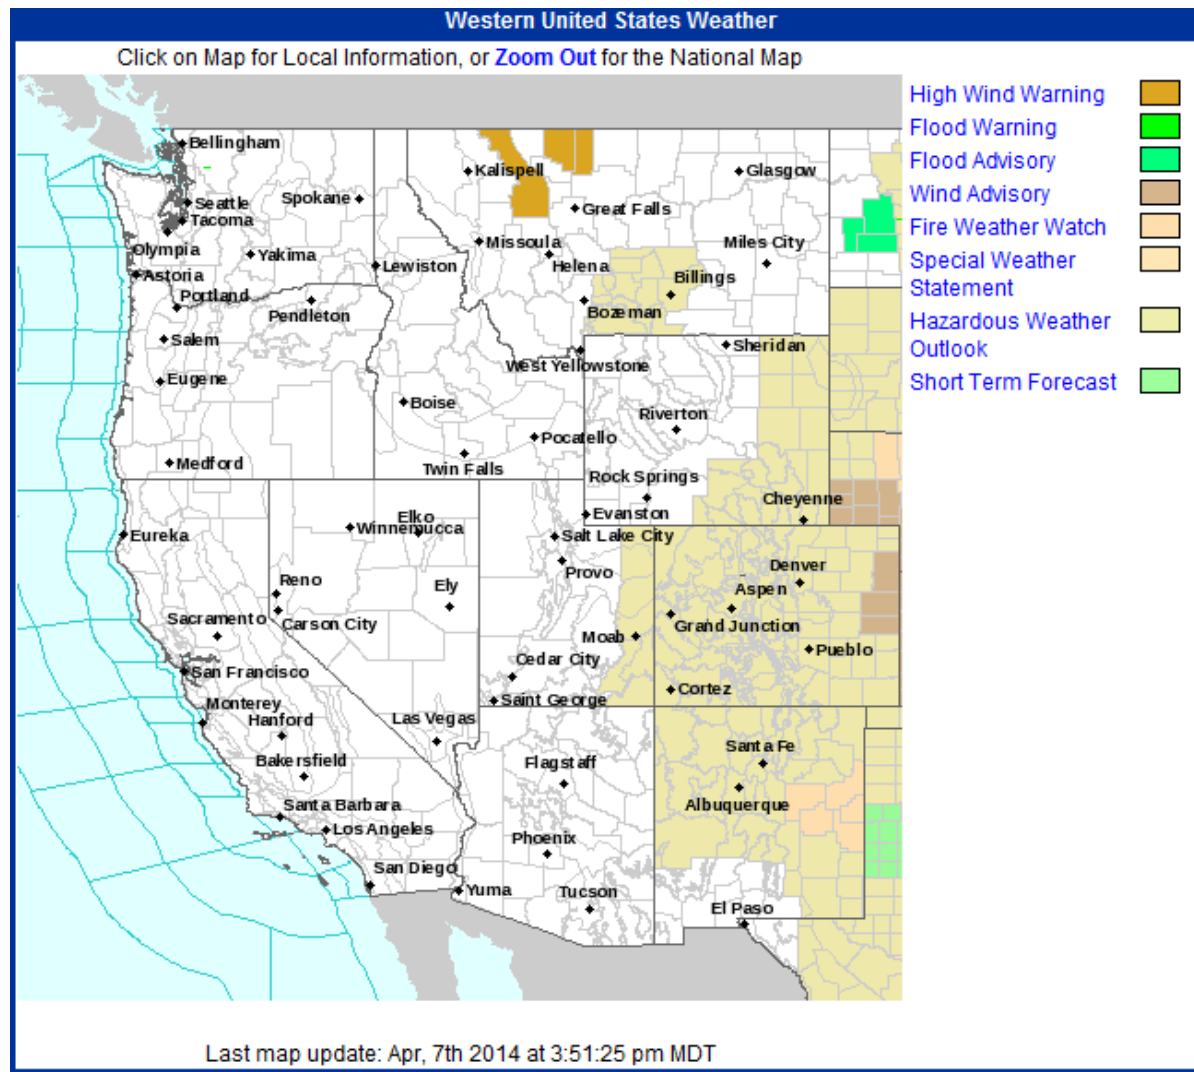 Western United States Weather
Click on Map for Local Information, or Zoom Out for the National Map
High Wind Warning
Flood Warning
Flood Advisory
Wind Advisory
Fire Weather Watch
Special Weather
Statement
Hazardous Weather
Outlook
Short Term Forecast
Bellingham
Kalispell
Glasgow
Spokane
Seattle
Great Falls
Tacoma
Olympia
Yakima
Missoula
Miles City
Astoria
Lewiston
Helena
Billings
Portland
Pendleton
Bozeman
Salem
Sheridan
West Yellowstone
Eugene
Boise
Riverton
Pocatello
Medford
Twin Falls
Rock Springs
Cheyenne
Evanston
Elko
Winnemucca
Eureka
Salt Lake City
Provo
Denver
Reno
Ely
Aspen
Sacramento
Carson City
Grand Junction
Moab
Pueblo
Cedar City
San Francisco
Cortez
Saint George
Monterey
Hanford
Las Vegas
Santa Fe
Bakersfield
Flagstaff
Albuquerque
Santa Barbara
Los Angeles
Phoenix
San Diego
Yuma
Tucson
El Paso
Last map update: Apr, 7th 2014 at 3:51:25 pm MDT